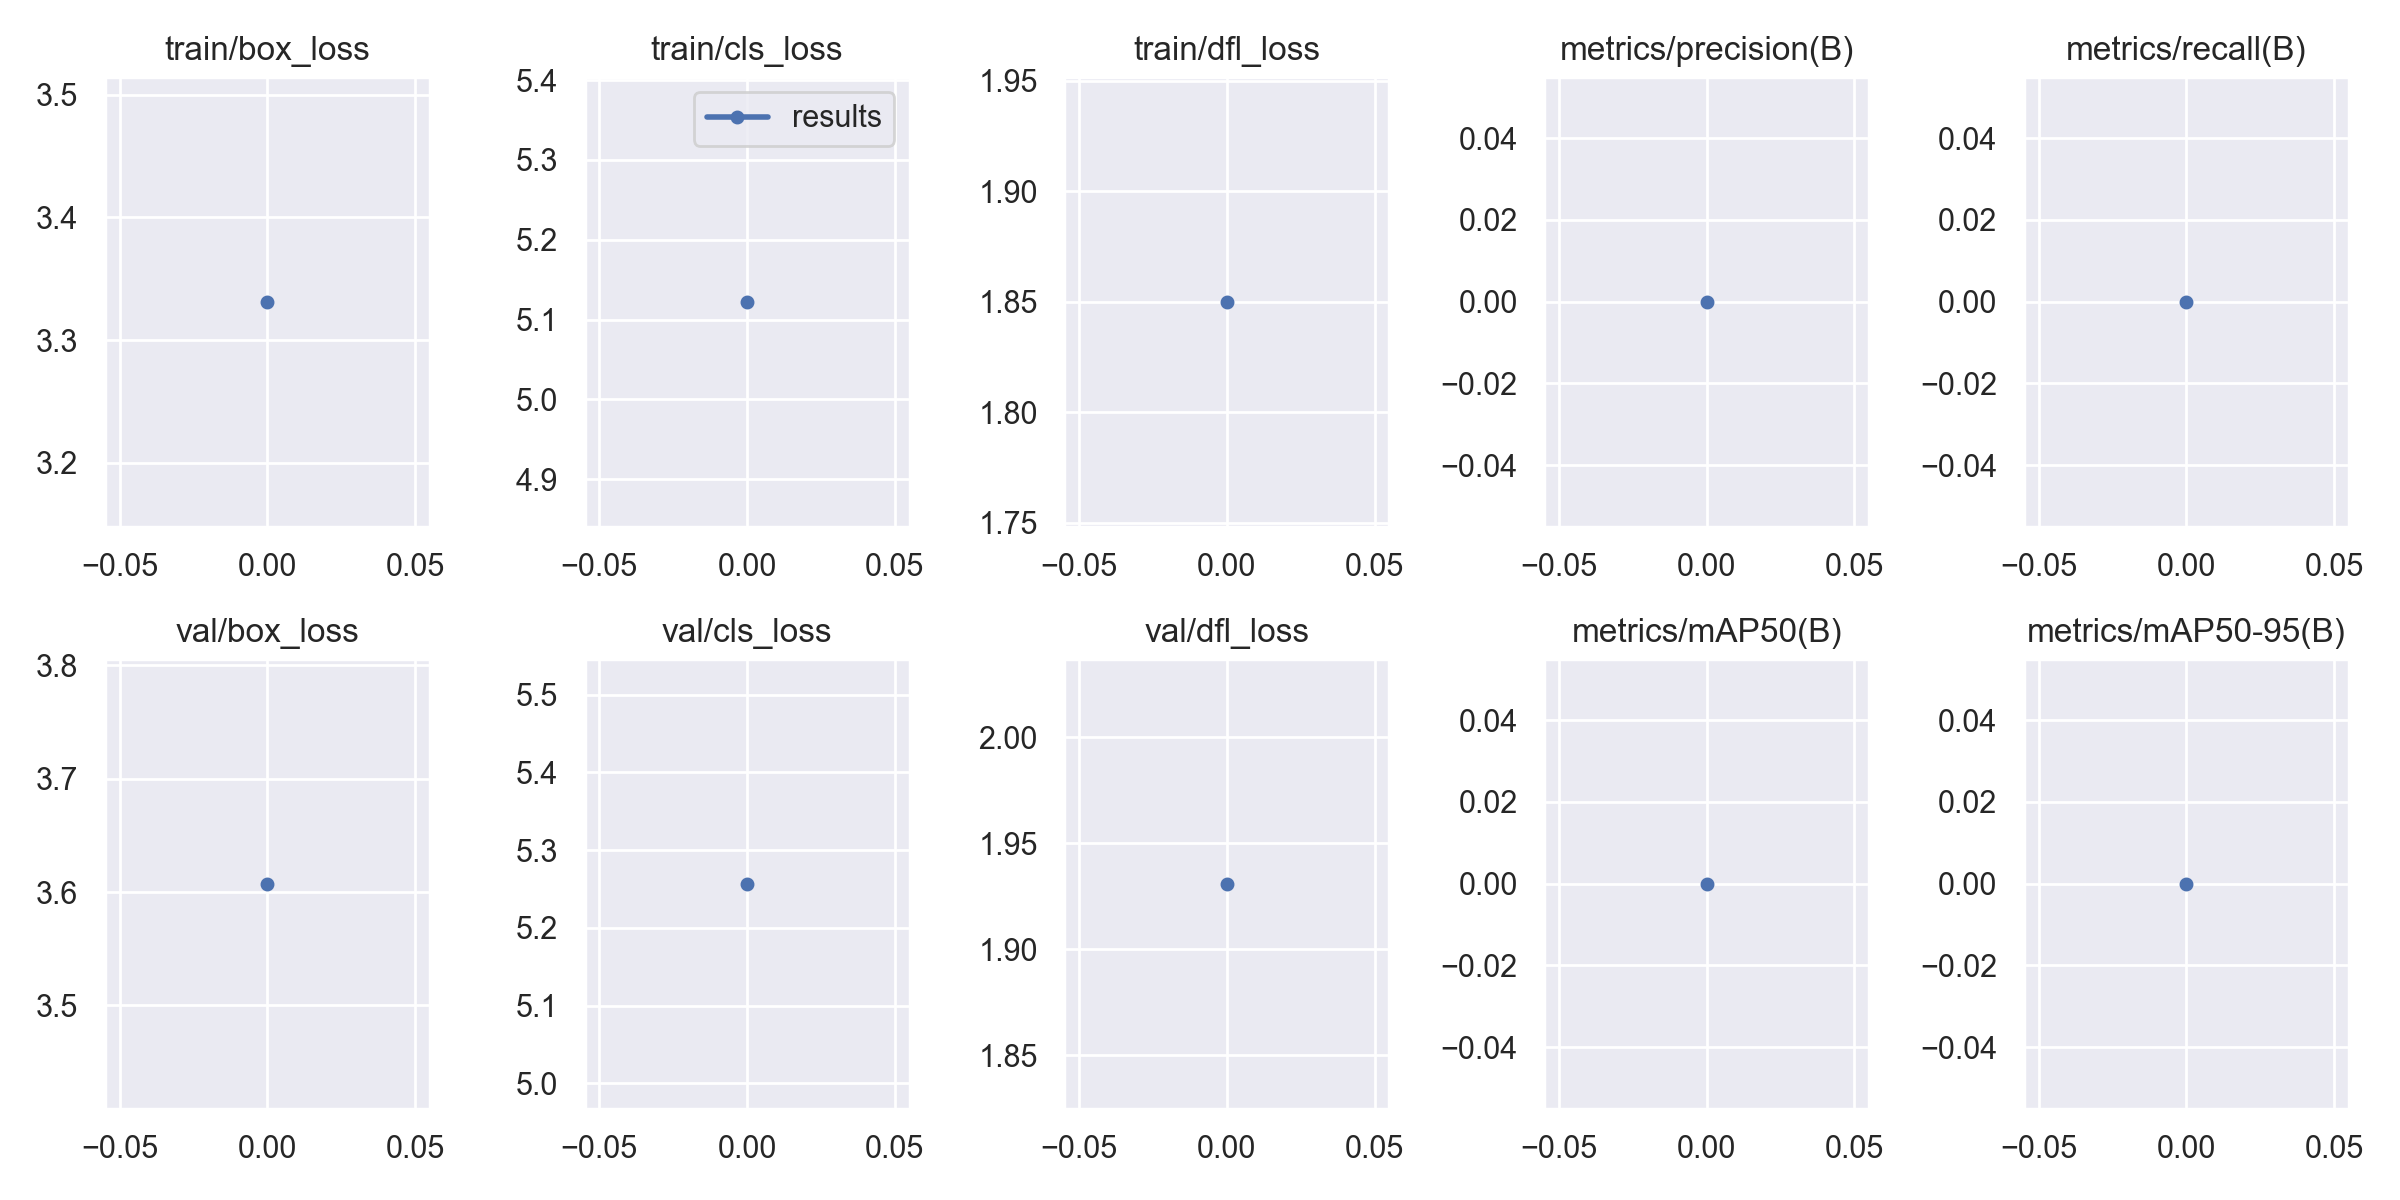 train/box_loss
3.5
3.4
3.3
3.2
−0.05 0.00 0.05
train/cls_loss
results
5.4
5.3
5.2
5.1
5.0
4.9
−0.05 0.00 0.05
train/dfl_loss
1.95
1.90
1.85
1.80
1.75
−0.05 0.00 0.05
metrics/precision(B)
0.04
0.02
0.00
−0.02
−0.04
−0.05 0.00 0.05
metrics/recall(B)
0.04
0.02
0.00
−0.02
−0.04
−0.05 0.00 0.05
val/box_loss
3.8
3.7
3.6
3.5
−0.05 0.00 0.05
val/cls_loss
5.5
5.4
5.3
5.2
5.1
5.0
−0.05 0.00 0.05
val/dfl_loss
2.00
1.95
1.90
1.85
−0.05 0.00 0.05
metrics/mAP50(B)
0.04
0.02
0.00
−0.02
−0.04
−0.05 0.00 0.05
metrics/mAP50-95(B)
0.04
0.02
0.00
−0.02
−0.04
−0.05 0.00 0.05